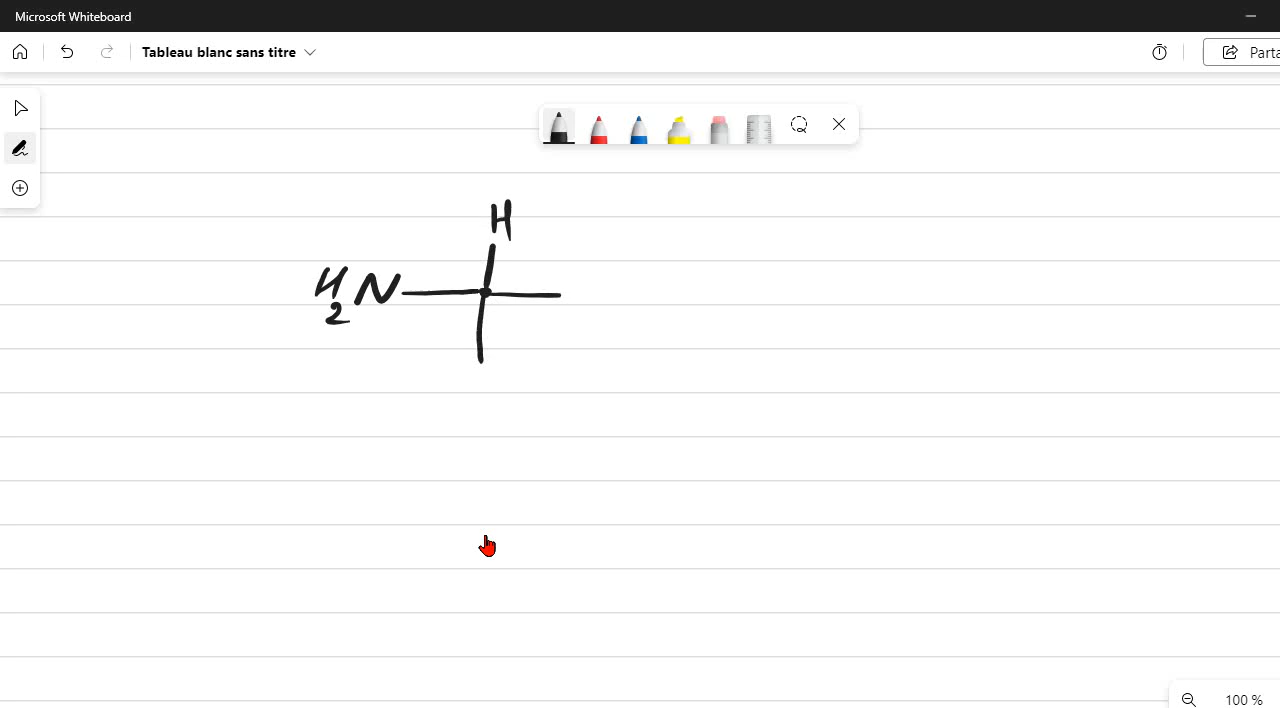 Microsoft Whiteboard
Tableau blanc sans titre
Parta
H
H₂N
100 %